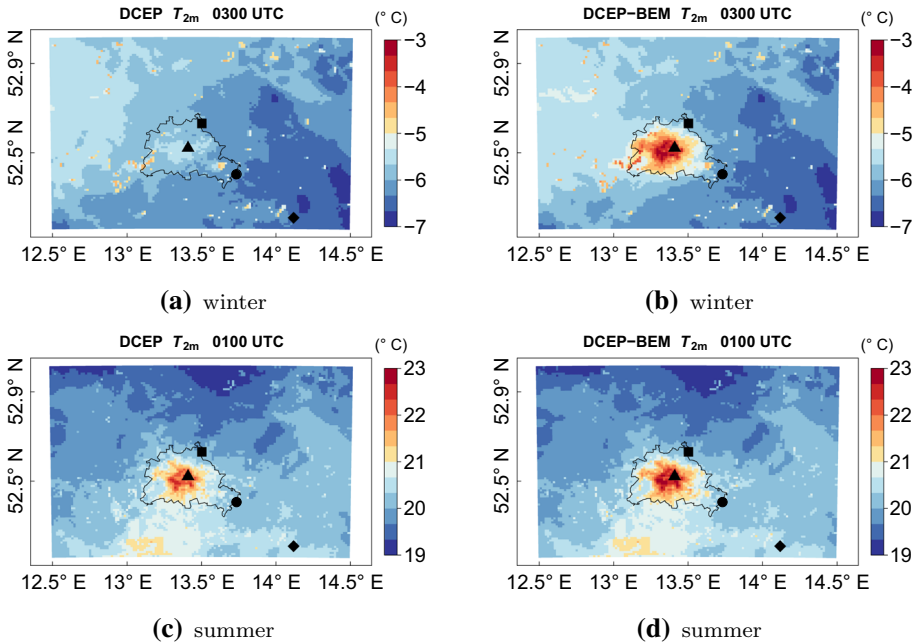 DCEP T2m 0300 UTC (° C)
52.9° N
52.5° N
−3
−4
−5
−6
−7
12.5° E 13° E 13.5° E 14° E 14.5° E
(a) winter
DCEP−BEM T2m 0300 UTC (° C)
52.9° N
52.5° N
−3
−4
−5
−6
−7
12.5° E 13° E 13.5° E 14° E 14.5° E
(b) winter
DCEP T2m 0100 UTC (° C)
52.9° N
52.5° N
23
22
21
20
19
12.5° E 13° E 13.5° E 14° E 14.5° E
(c) summer
DCEP−BEM T2m 0100 UTC (° C)
52.9° N
52.5° N
23
22
21
20
19
12.5° E 13° E 13.5° E 14° E 14.5° E
(d) summer